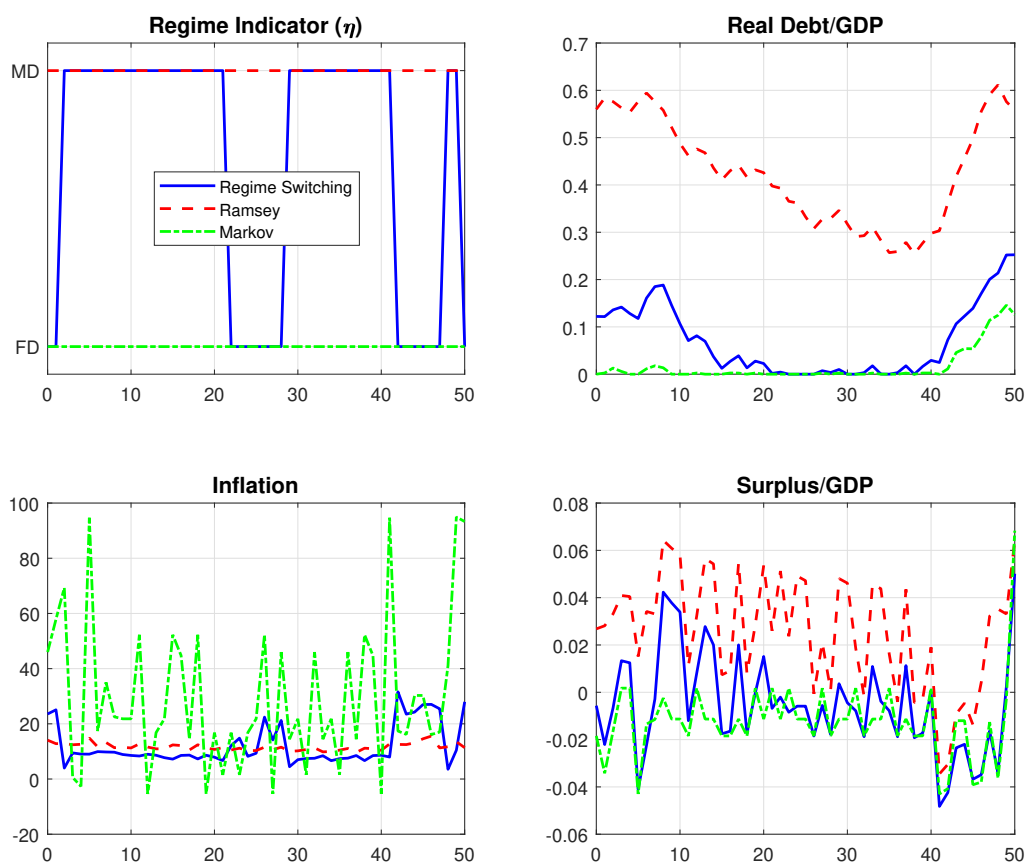 Regime Indicator (η)
MD
FD
Regime Switching
Ramsey
Markov
0 10 20 30 40 50
Real Debt/GDP
0.7
0.6
0.5
0.4
0.3
0.2
0.1
0
0 10 20 30 40 50
Inflation
100
80
60
40
20
0
-20
0 10 20 30 40 50
Surplus/GDP
0.08
0.06
0.04
0.02
0
-0.02
-0.04
-0.06
0 10 20 30 40 50